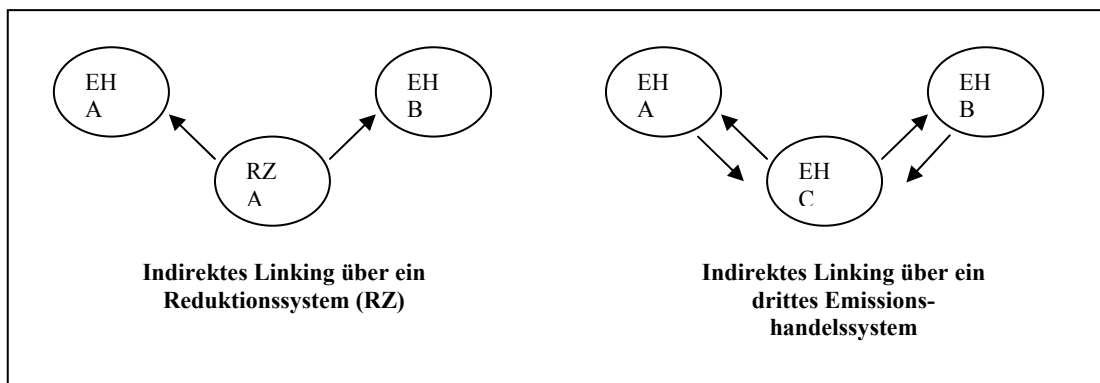 EH
A
EH
B
RZ
A
Indirektes Linking über ein
Reduktionssystem (RZ)
EH
A
EH
B
EH
C
Indirektes Linking über ein
drittes Emissions-
handelssystem